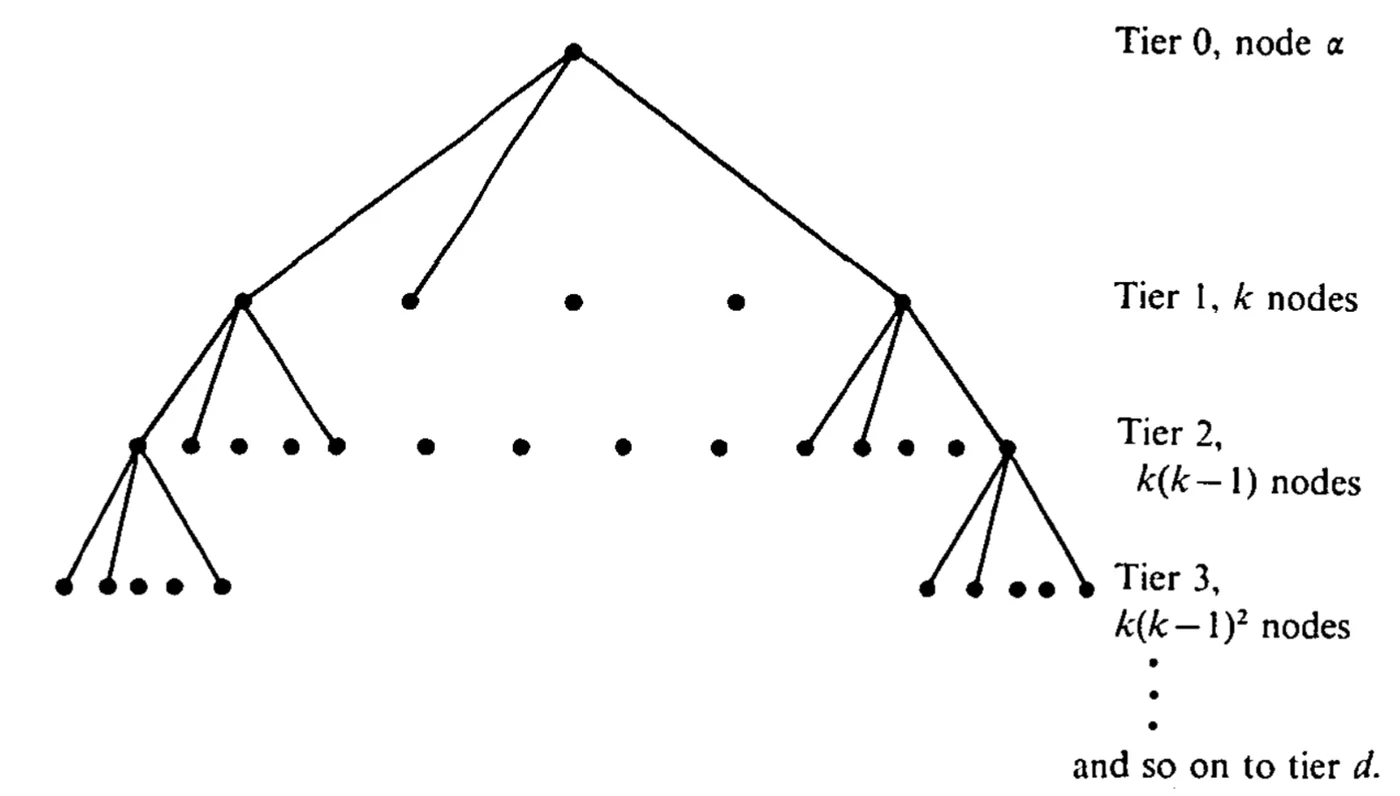 Tier 0, node α
Tier 1, k nodes
Tier 2,
k(k−1) nodes
Tier 3,
k(k−1)² nodes
.
.
.
and so on to tier d.